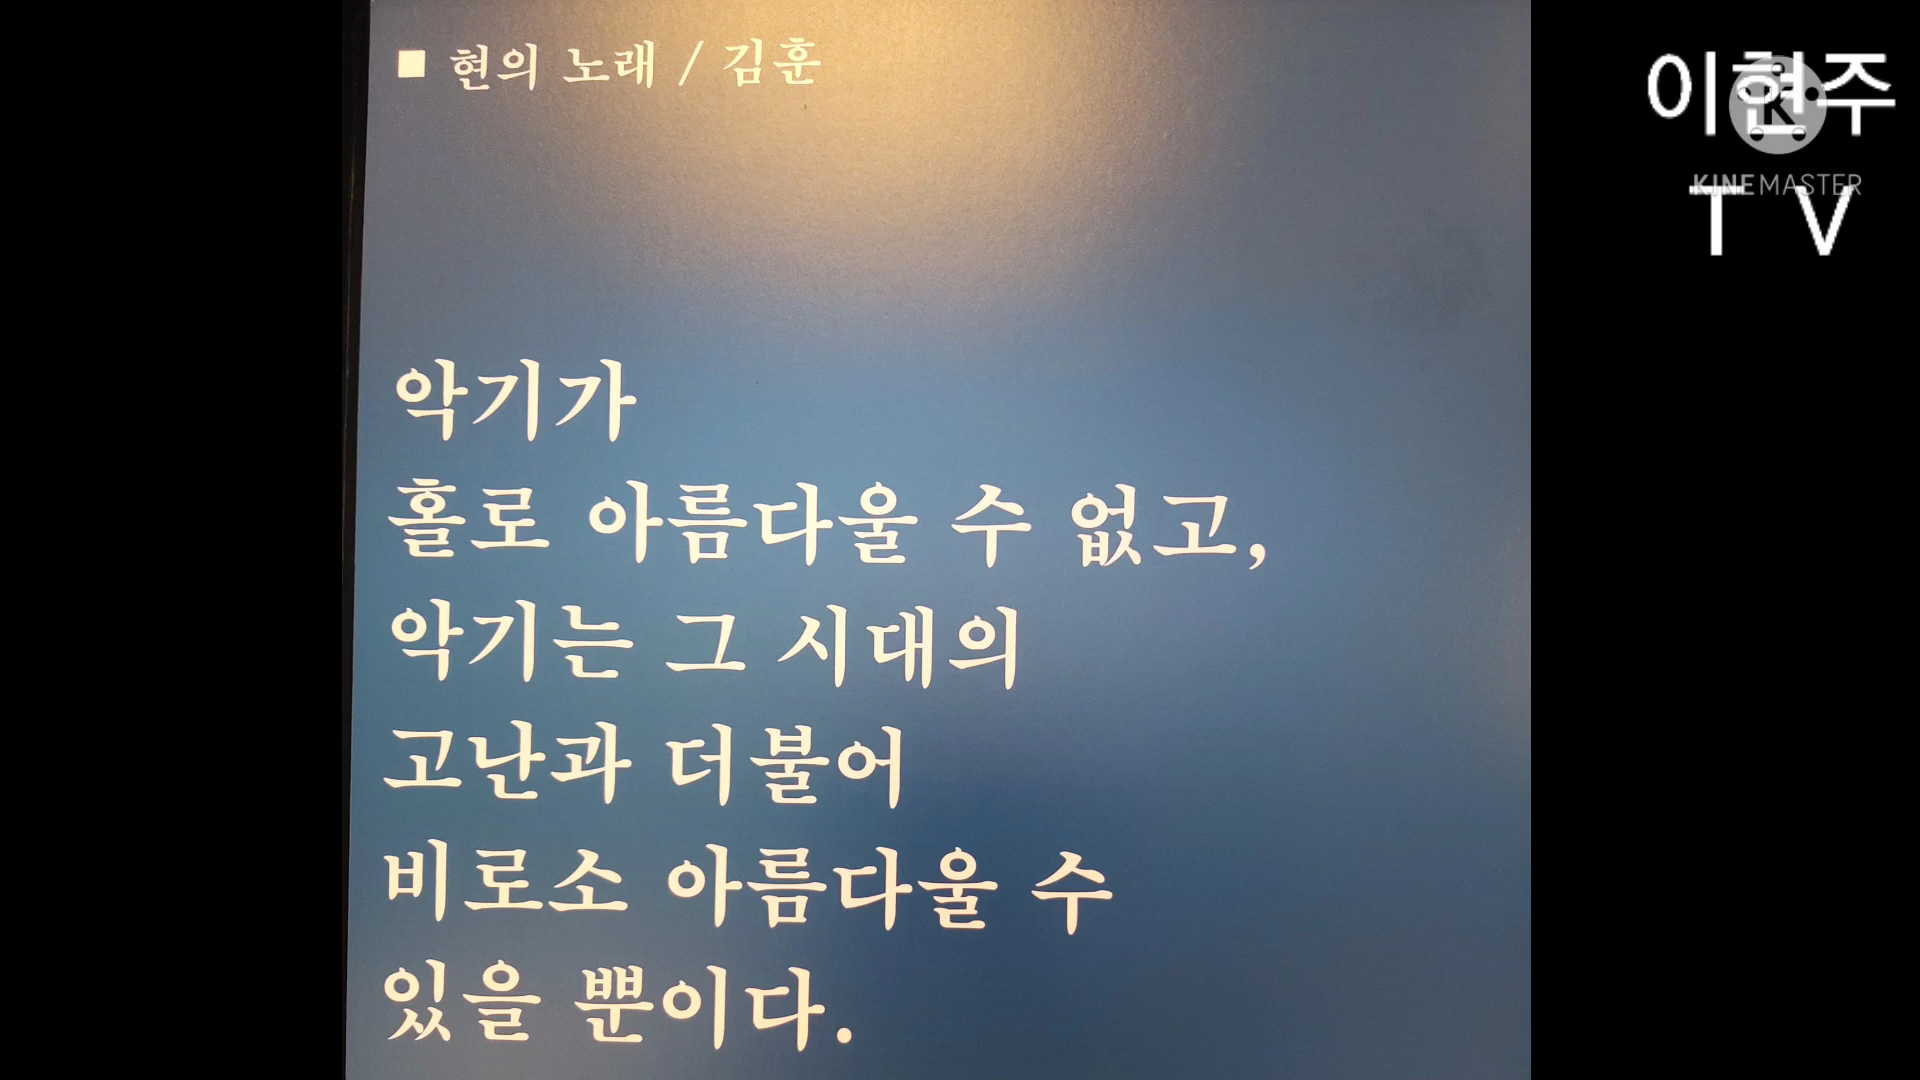 ■ 현의 노래 / 김훈
이현주
KINEMASTER
T V
악기가
홀로 아름다울 수 없고,
악기는 그 시대의
고난과 더불어
비로소 아름다울 수
있을 뿐이다.